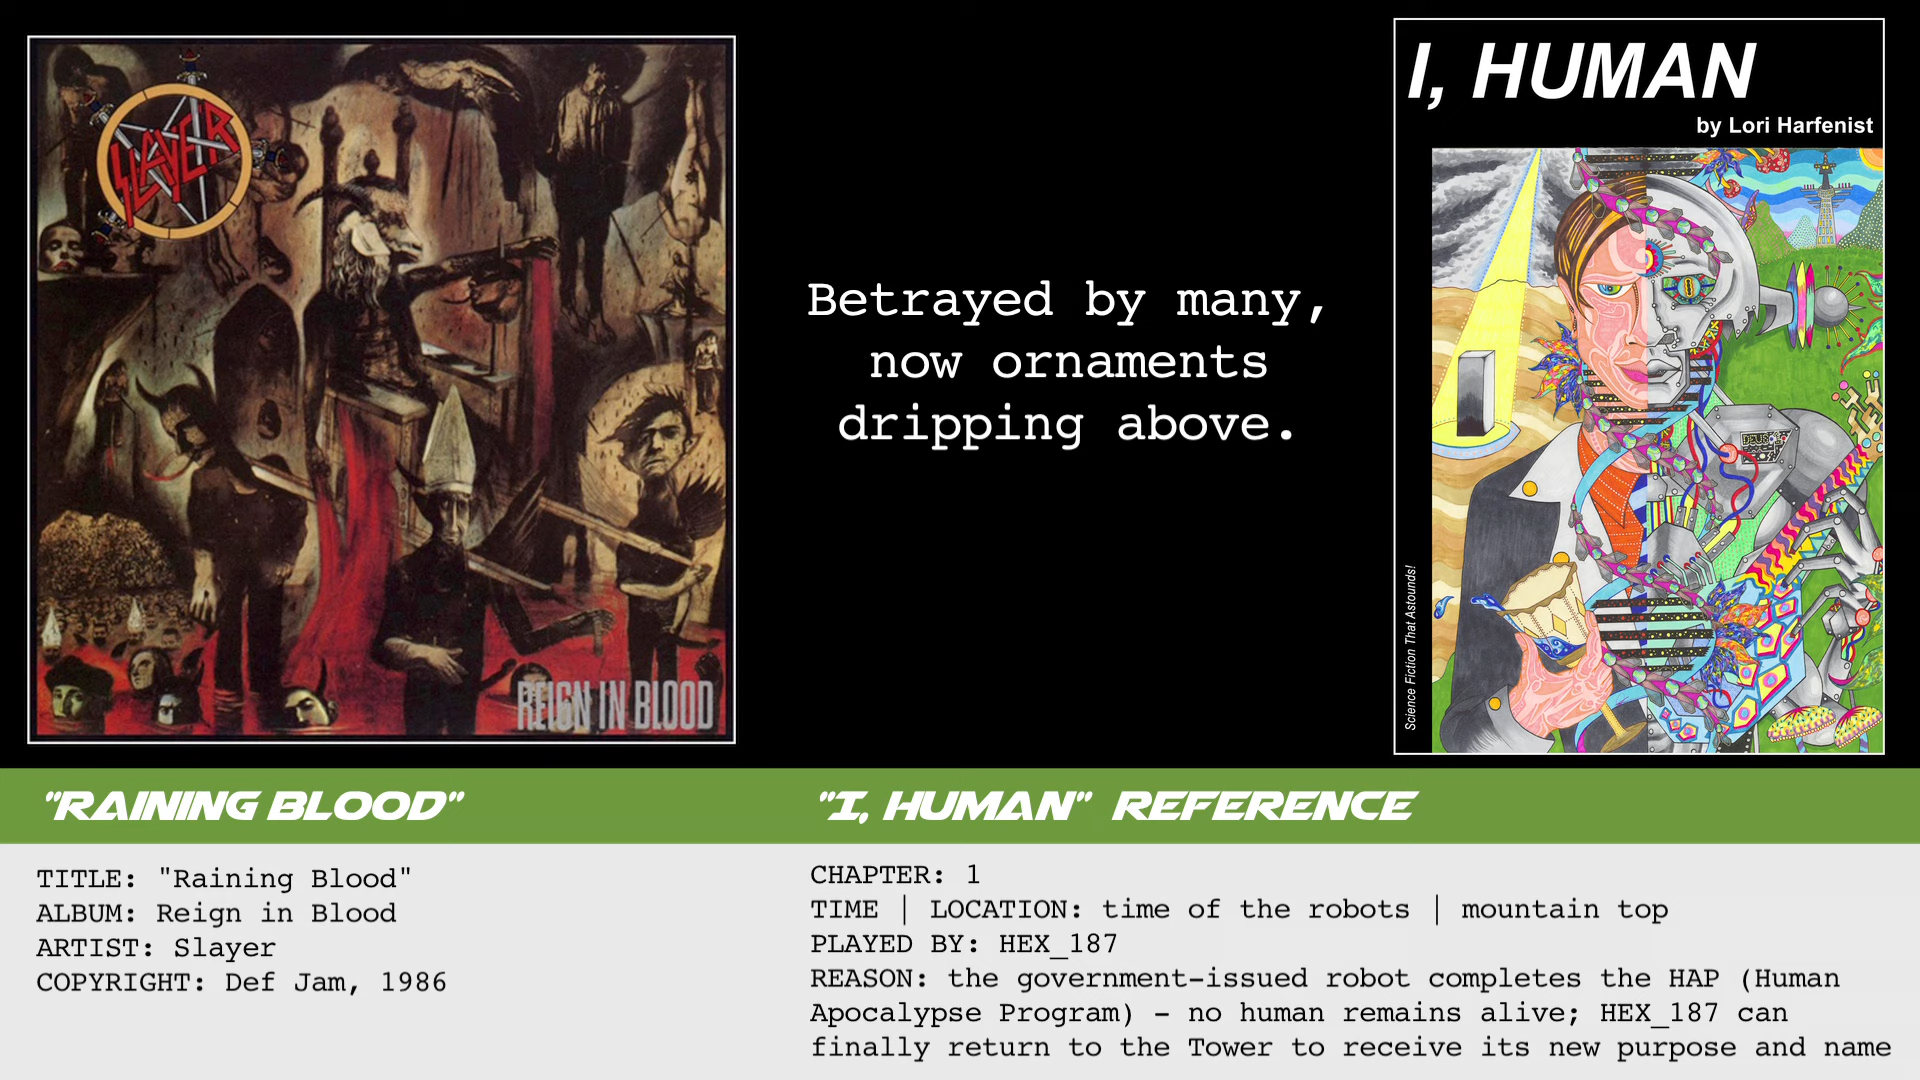 SLAYER
REIGN IN BLOOD
Betrayed by many,
now ornaments
dripping above.
I, HUMAN
by Lori Harfenist
DEUS
Science Fiction That Astounds!
"RAINING BLOOD"
"I, HUMAN" REFERENCE
TITLE: "Raining Blood"
ALBUM: Reign in Blood
ARTIST: Slayer
COPYRIGHT: Def Jam, 1986
CHAPTER: 1
TIME | LOCATION: time of the robots | mountain top
PLAYED BY: HEX_187
REASON: the government-issued robot completes the HAP (Human
Apocalypse Program) - no human remains alive; HEX_187 can
finally return to the Tower to receive its new purpose and name